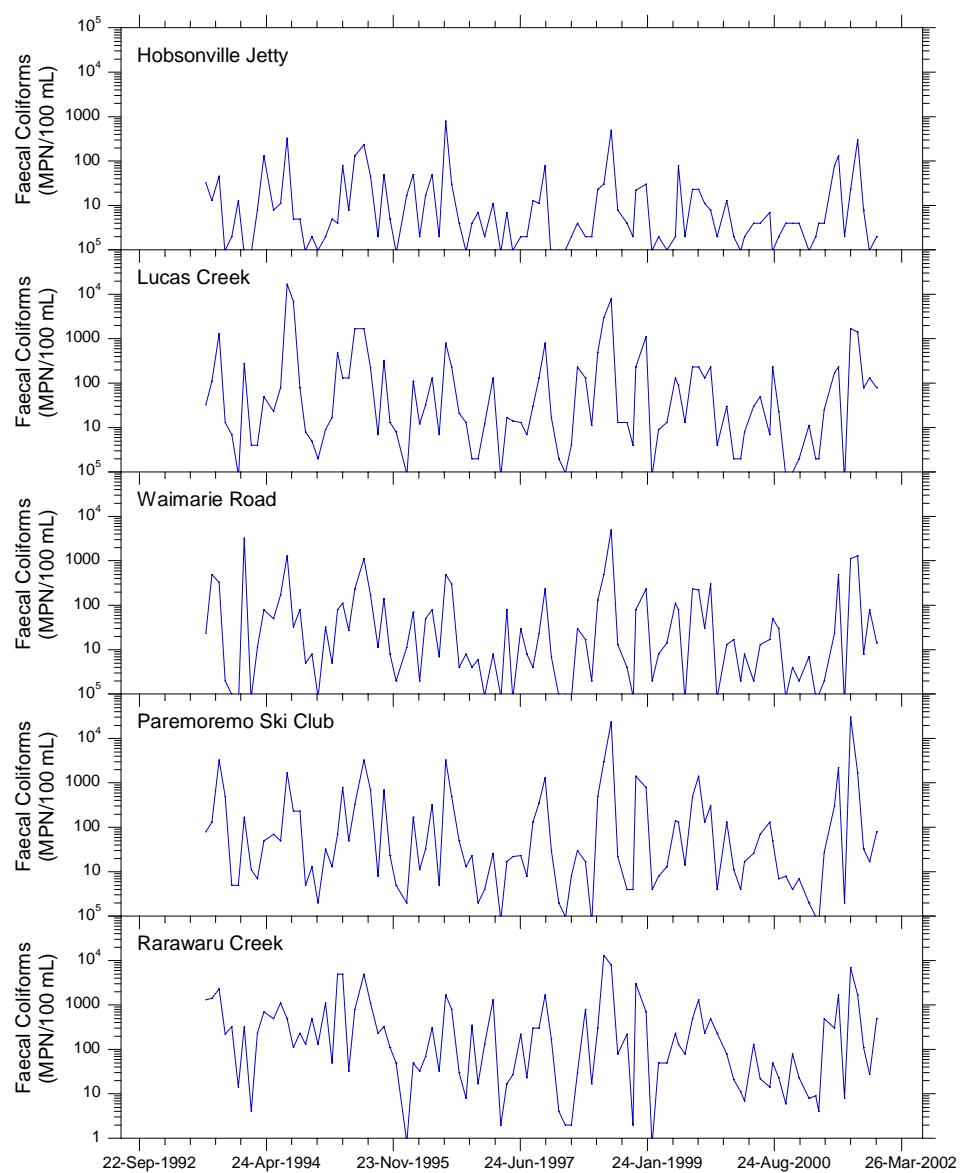 10^5
Hobsonville Jetty
10^4
1000
100
10
Faecal Coliforms
(MPN/100 mL)
10^5
Lucas Creek
10^4
1000
100
10
Faecal Coliforms
(MPN/100 mL)
10^5
Waimarie Road
10^4
1000
100
10
Faecal Coliforms
(MPN/100 mL)
10^5
Paremoremo Ski Club
10^4
1000
100
10
Faecal Coliforms
(MPN/100 mL)
10^5
Rarawaru Creek
10^4
1000
100
10
1
Faecal Coliforms
(MPN/100 mL)
22-Sep-1992 24-Apr-1994 23-Nov-1995 24-Jun-1997 24-Jan-1999 24-Aug-2000 26-Mar-2002